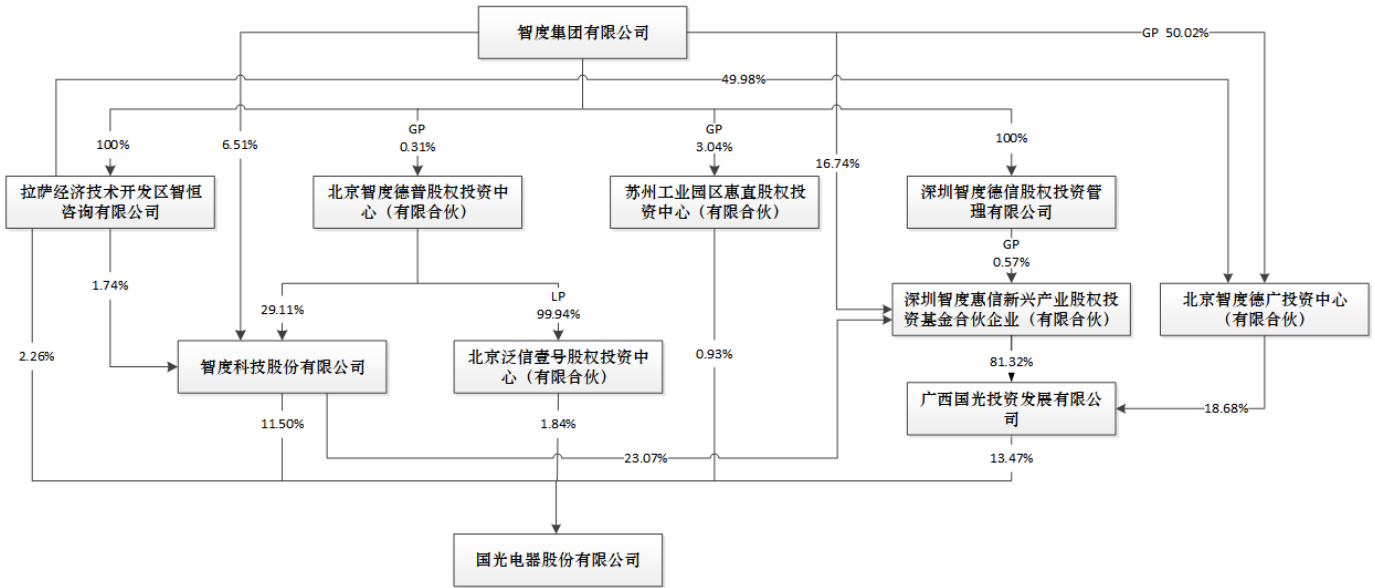 智度集团有限公司
GP 50.02%
49.98%
100%
6.51%
GP
0.31%
GP
3.04%
16.74%
100%
拉萨经济技术开发区智恒
咨询有限公司
北京智度德普股权投资中
心（有限合伙）
苏州工业园区惠直股权投
资中心（有限合伙）
深圳智度德信股权投资管
理有限公司
GP
0.57%
1.74%
29.11%
LP
99.94%
深圳智度惠信新兴产业股权投
资基金合伙企业（有限合伙）
北京智度德广投资中心
（有限合伙）
2.26%
智度科技股份有限公司
北京泛信壹号股权投资中
心（有限合伙）
0.93%
81.32%
广西国光投资发展有限公
司
18.68%
11.50%
1.84%
23.07%
13.47%
国光电器股份有限公司